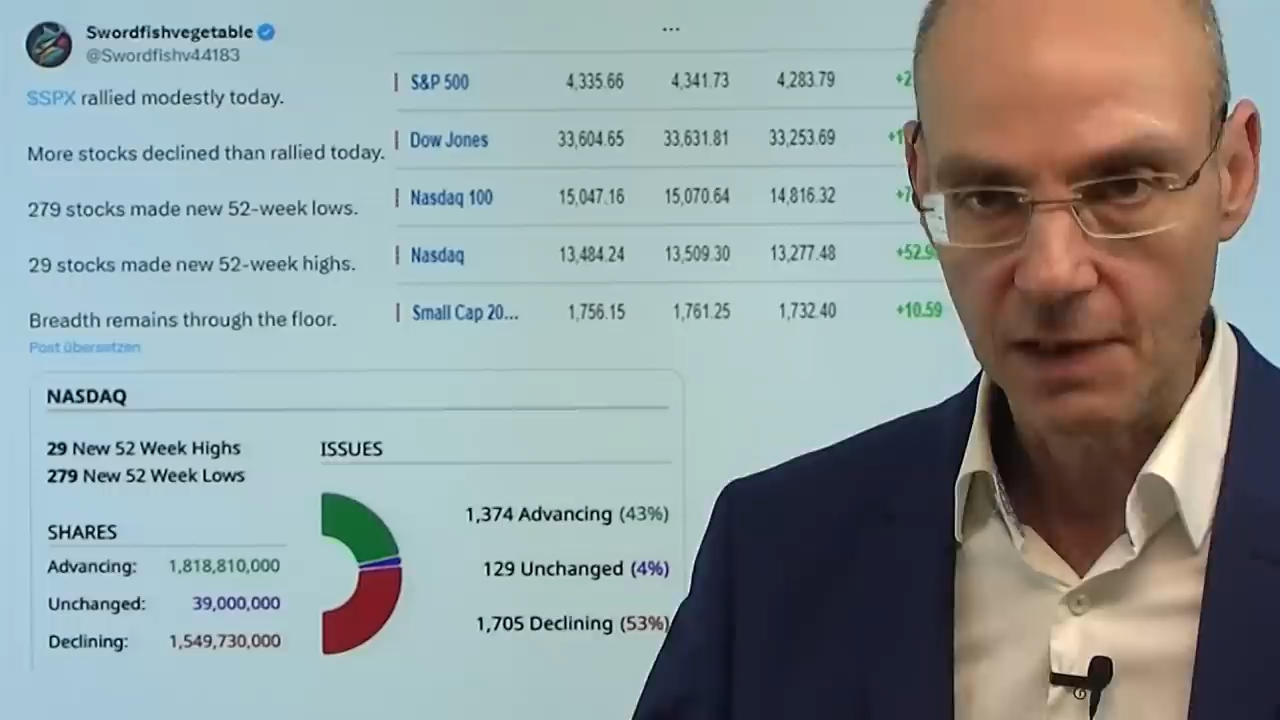 Swordfishvegetable
@Swordfishv44183
...
$SPX rallied modestly today.
More stocks declined than rallied today.
279 stocks made new 52-week lows.
29 stocks made new 52-week highs.
Breadth remains through the floor.
Post übersetzen
S&P 500 4,335.66 4,341.73 4,283.79
Dow Jones 33,604.65 33,631.81 33,253.69
Nasdaq 100 15,047.16 15,070.64 14,816.32
Nasdaq 13,484.24 13,509.30 13,277.48
Small Cap 20... 1,756.15 1,761.25 1,732.40 +10.59
NASDAQ
29 New 52 Week Highs
279 New 52 Week Lows
SHARES
Advancing: 1,818,810,000
Unchanged: 39,000,000
Declining: 1,549,730,000
ISSUES
1,374 Advancing (43%)
129 Unchanged (4%)
1,705 Declining (53%)